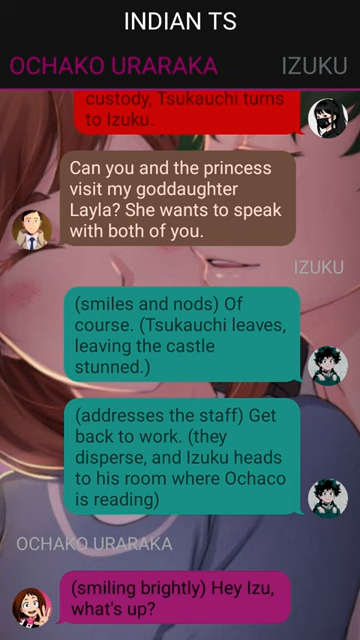 INDIAN TS
OCHAKO URARAKA IZUKU
custody, Tsukauchi turns
to Izuku.
Can you and the princess
visit my goddaughter
Layla? She wants to speak
with both of you.
IZUKU
(smiles and nods) Of
course. (Tsukauchi leaves,
leaving the castle
stunned.)
(addresses the staff) Get
back to work. (they
disperse, and Izuku heads
to his room where Ochaco
is reading)
OCHAKO URARAKA
(smiling brightly) Hey Izu,
what's up?